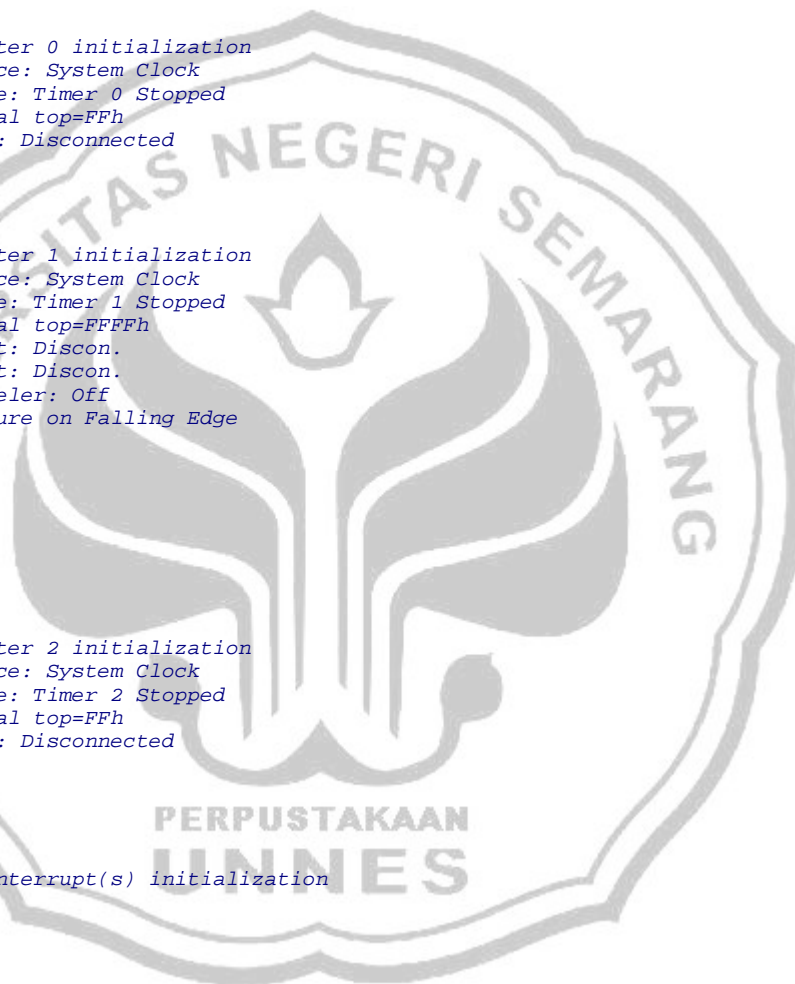 ter 0 initialization
ce: System Clock
e: Timer 0 Stopped
al top=FFh
: Disconnected
ter 1 initialization
ce: System Clock
e: Timer 1 Stopped
al top=FFFFh
t: Discon.
t: Discon.
eler: Off
ure on Falling Edge
ter 2 initialization
ce: System Clock
e: Timer 2 Stopped
al top=FFh
: Disconnected
nterrupt(s) initialization
RSITAS NEGERI SEMARANG
PERPUSTAKAAN
UNNES